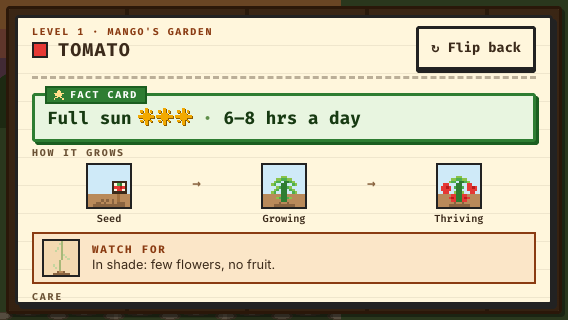 LEVEL 1 · MANGO'S GARDEN
TOMATO
↻ Flip back
FACT CARD
Full sun · 6–8 hrs a day
HOW IT GROWS
Seed → Growing → Thriving
WATCH FOR
In shade: few flowers, no fruit.
CARE